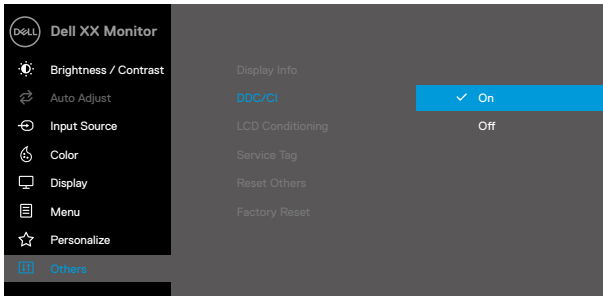 DELL Dell XX Monitor
Brightness / Contrast
Display Info
Auto Adjust
DDC/CI
On
Input Source
LCD Conditioning
Off
Color
Service Tag
Display
Reset Others
Menu
Factory Reset
Personalize
Others